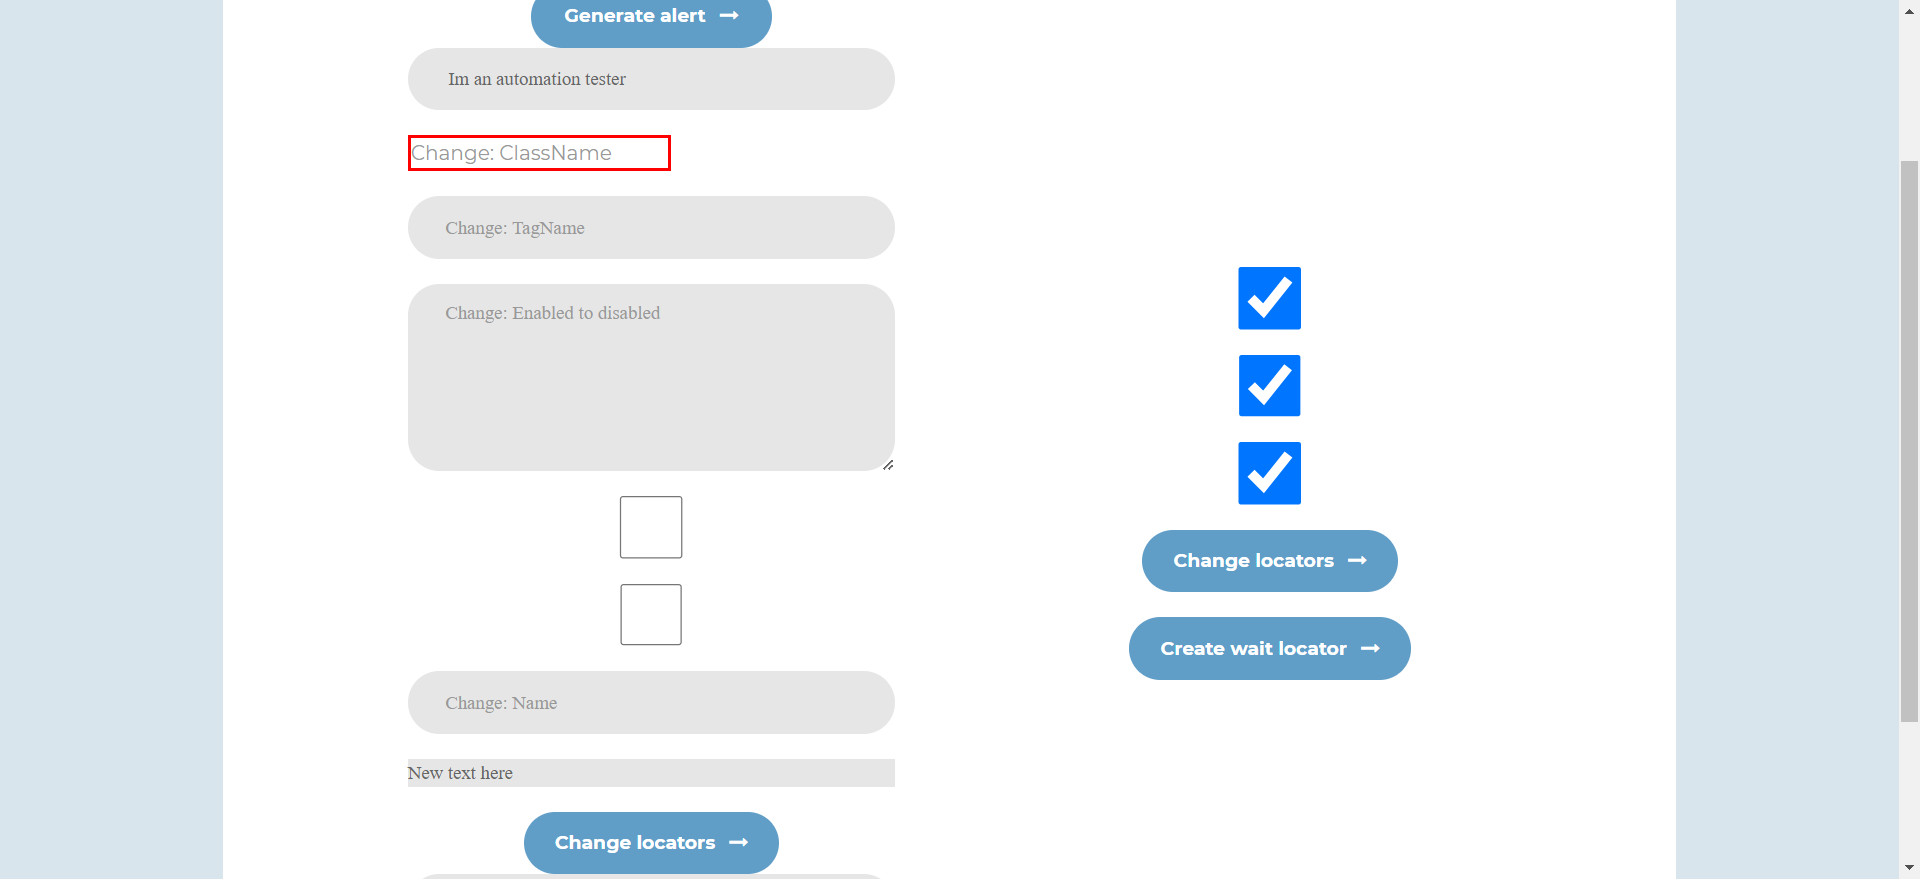 Generate alert
Im an automation tester
Change: ClassName
Change: TagName
Change: Enabled to disabled
Change: Name
New text here
Change locators
Change locators
Create wait locator